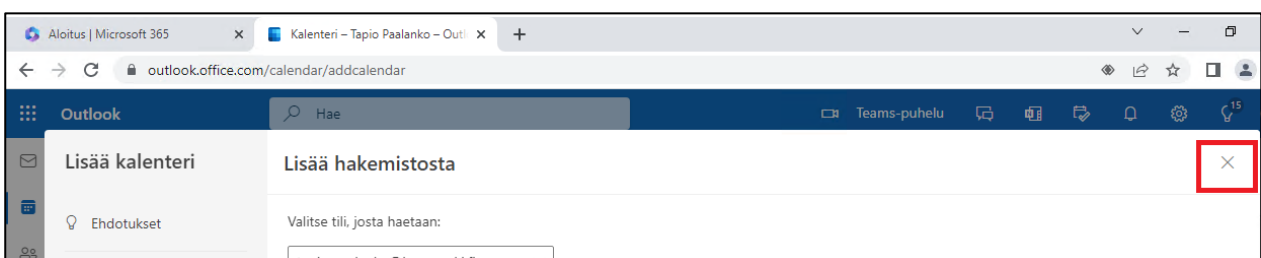 Aloitus | Microsoft 365
Kalenteri – Tapio Paalanko – Outl
outlook.office.com/calendar/addcalendar
Outlook
Hae
Teams-puhelu
15
Lisää kalenteri
Lisää hakemistosta
Ehdotukset
Valitse tili, josta haetaan: